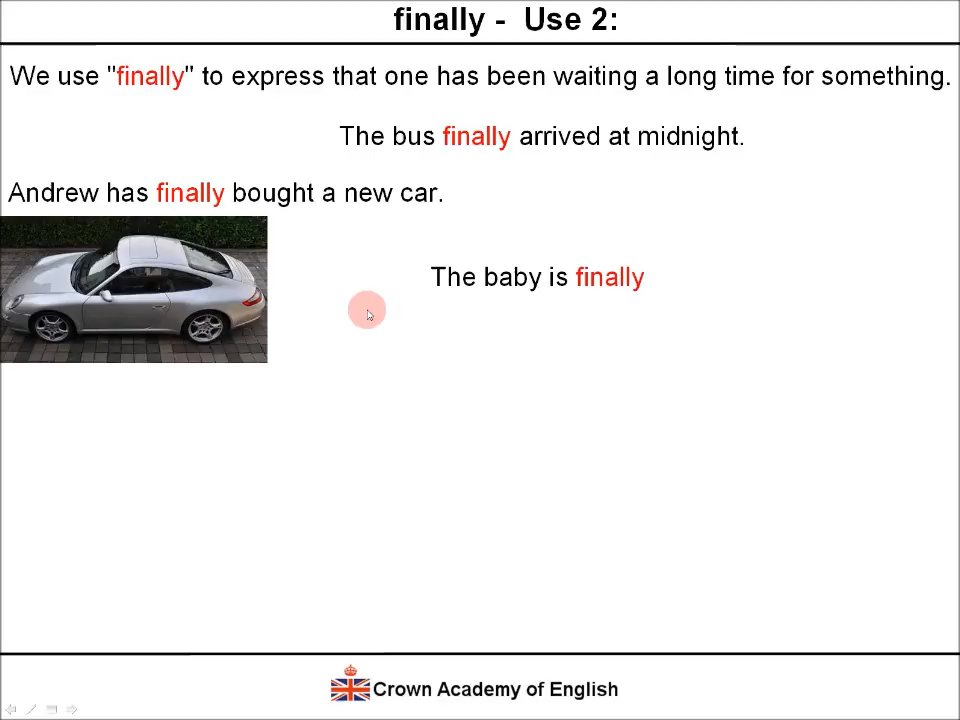 finally - Use 2:
We use "finally" to express that one has been waiting a long time for something.
The bus finally arrived at midnight.
Andrew has finally bought a new car.
The baby is finally
Crown Academy of English